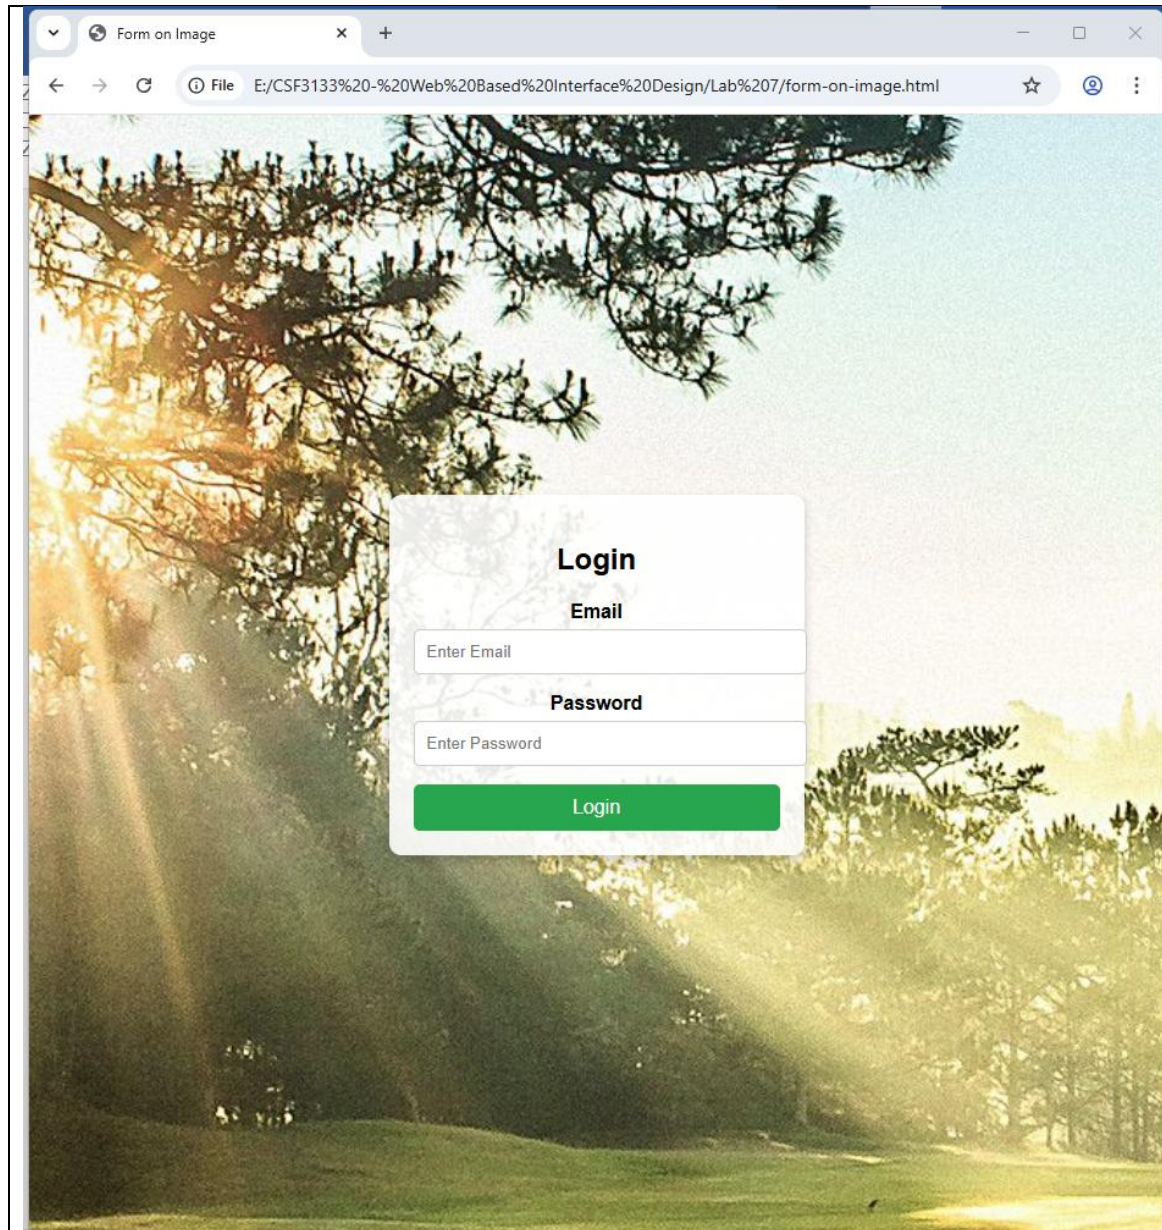 Form on Image
File E:/CSF3133%20-%20Web%20Based%20Interface%20Design/Lab%207/form-on-image.html
Login
Email
Enter Email
Password
Enter Password
Login